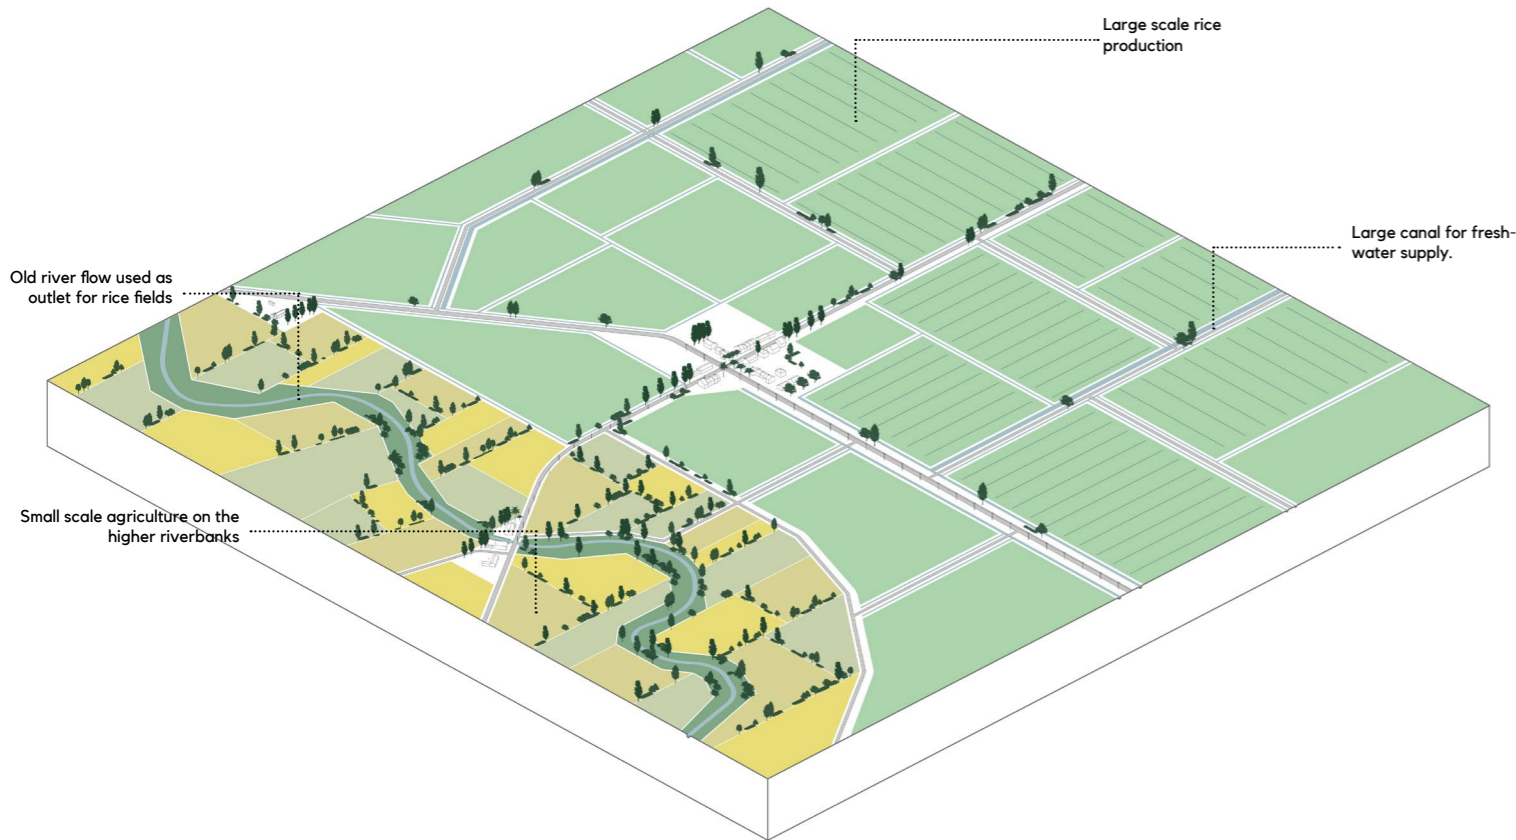 Large scale rice
production
Large canal for fresh-
water supply.
Old river flow used as
outlet for rice fields
Small scale agriculture on the
higher riverbanks